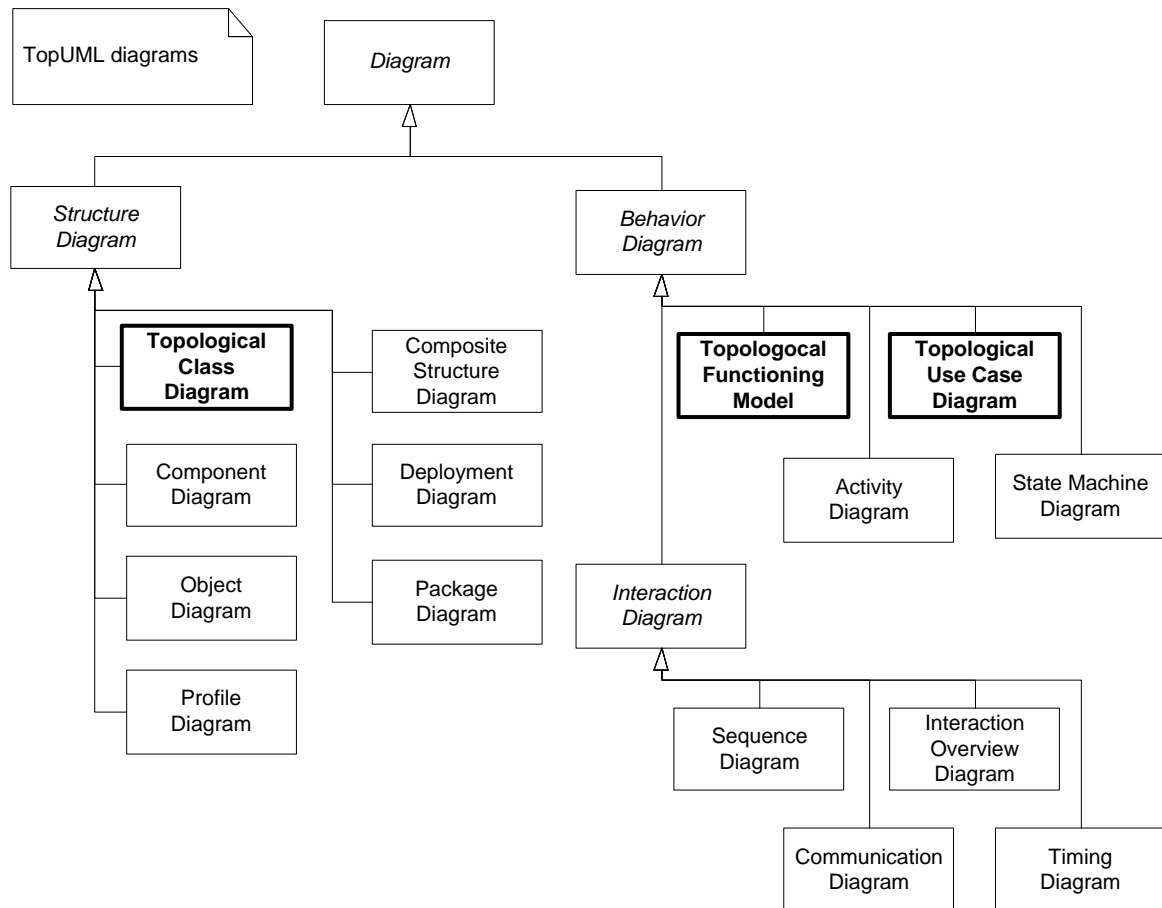 TopUML diagrams
Diagram
Structure
Diagram
Behavior
Diagram
Topological
Class
Diagram
Composite
Structure
Diagram
Topologocal
Functioning
Model
Topological
Use Case
Diagram
Component
Diagram
Deployment
Diagram
Activity
Diagram
State Machine
Diagram
Object
Diagram
Package
Diagram
Interaction
Diagram
Profile
Diagram
Sequence
Diagram
Interaction
Overview
Diagram
Communication
Diagram
Timing
Diagram